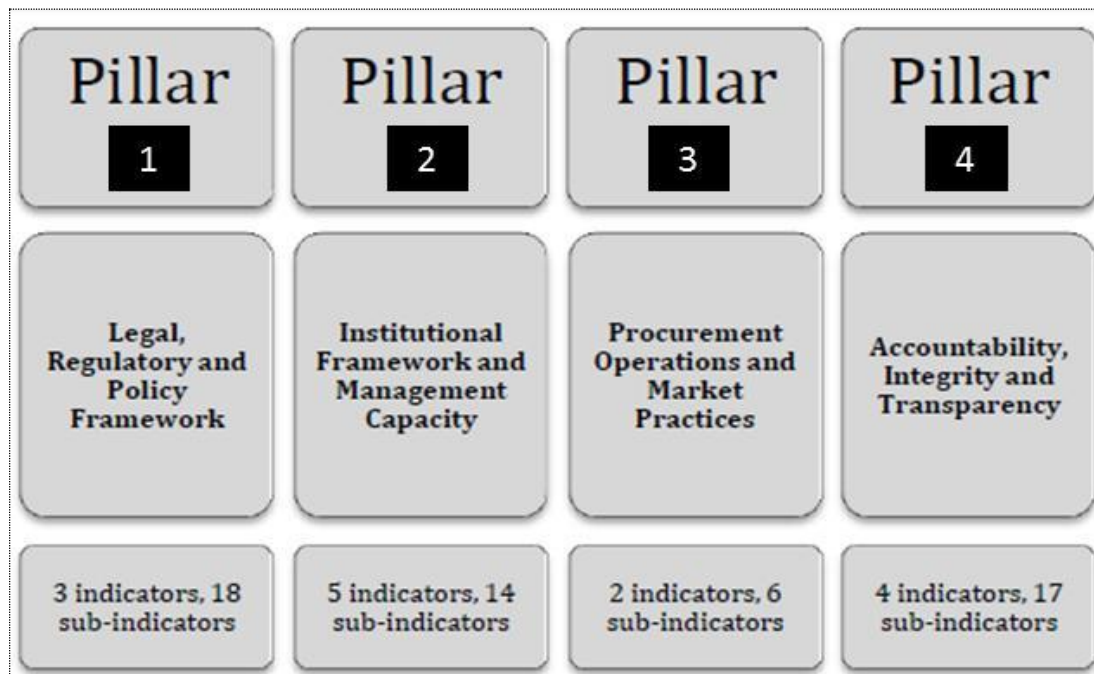 Pillar
1
Pillar
2
Pillar
3
Pillar
4
Legal,
Regulatory and
Policy
Framework
Institutional
Framework and
Management
Capacity
Procurement
Operations and
Market
Practices
Accountability,
Integrity and
Transparency
3 indicators, 18
sub-indicators
5 indicators, 14
sub-indicators
2 indicators, 6
sub-indicators
4 indicators, 17
sub-indicators